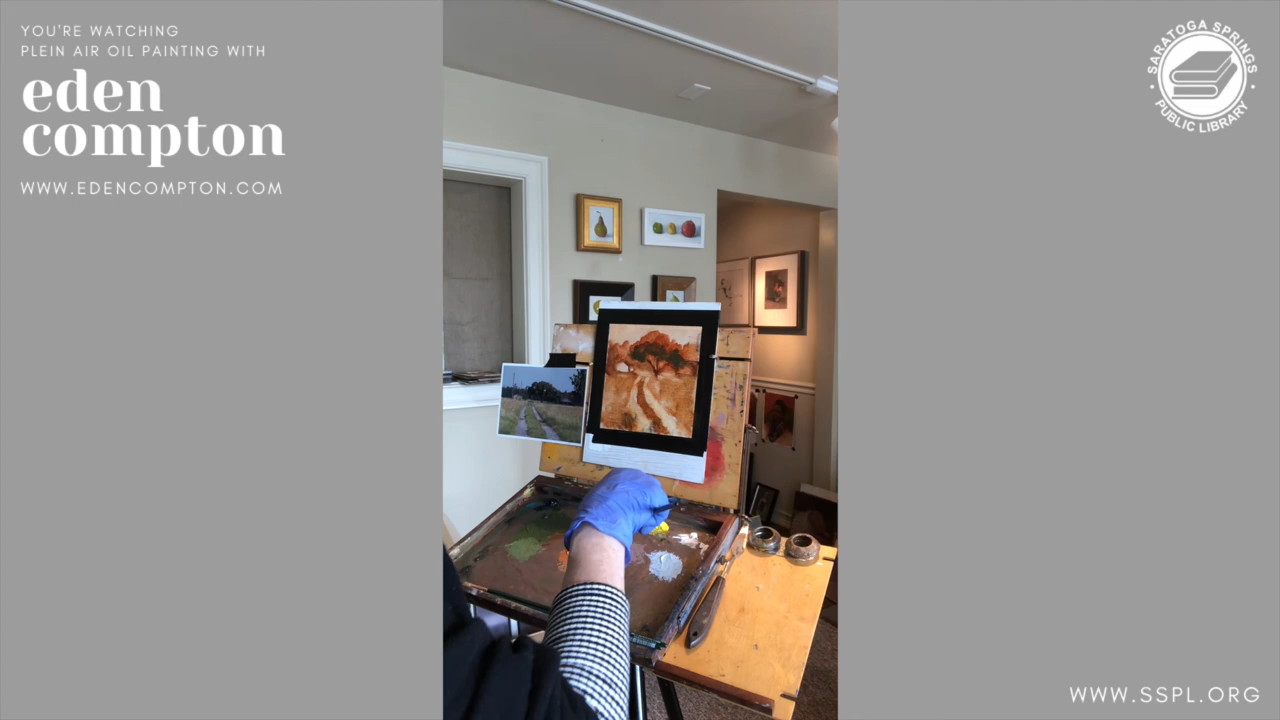 YOU'RE WATCHING
PLEIN AIR OIL PAINTING WITH
eden
compton
WWW.EDENCOMPTON.COM
SARATOGA SPRINGS
PUBLIC LIBRARY
WWW.SSPL.ORG